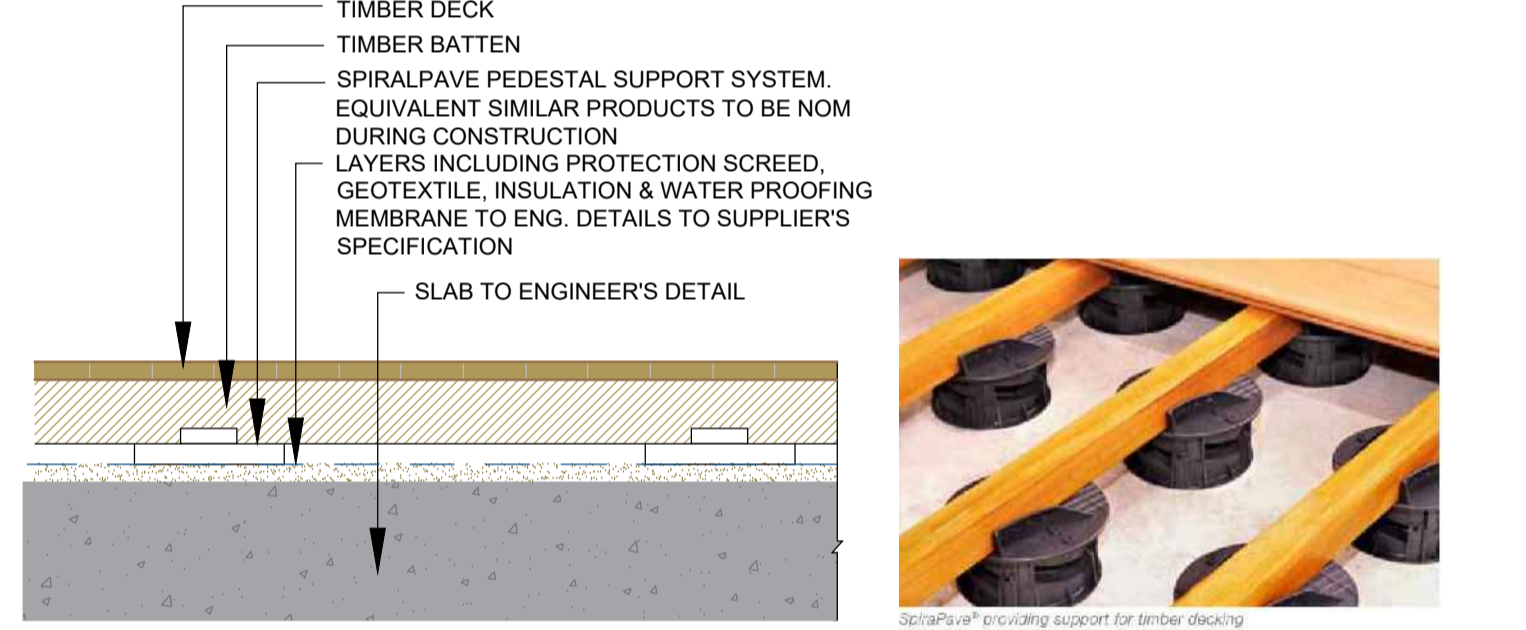 TIMBER DECK
TIMBER BATTEN
SPIRALPAVE PEDESTAL SUPPORT SYSTEM.
EQUIVALENT SIMILAR PRODUCTS TO BE NOM
DURING CONSTRUCTION
LAYERS INCLUDING PROTECTION SCREED,
GEOTEXTILE, INSULATION & WATER PROOFING
MEMBRANE TO ENG. DETAILS TO SUPPLIER'S
SPECIFICATION
SLAB TO ENGINEER'S DETAIL
SpiraPave® providing support for timber decking